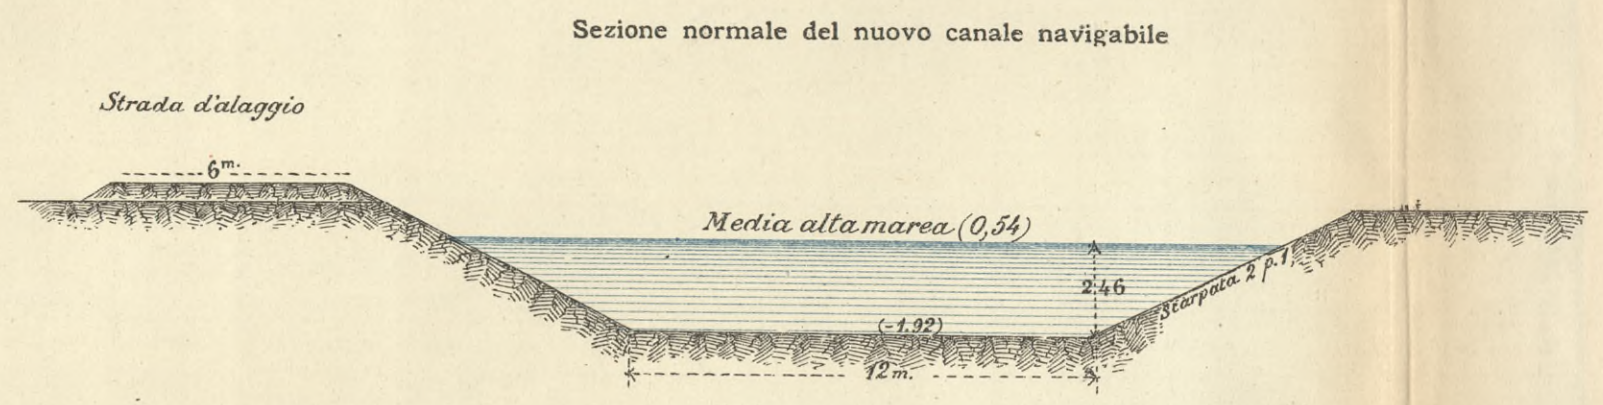 Sezione normale del nuovo canale navigabile
Strada d'alaggio
6m.
Media alta marea (0,54)
2.46
Scarpata 2 p. 1
(-1.92)
12 m.